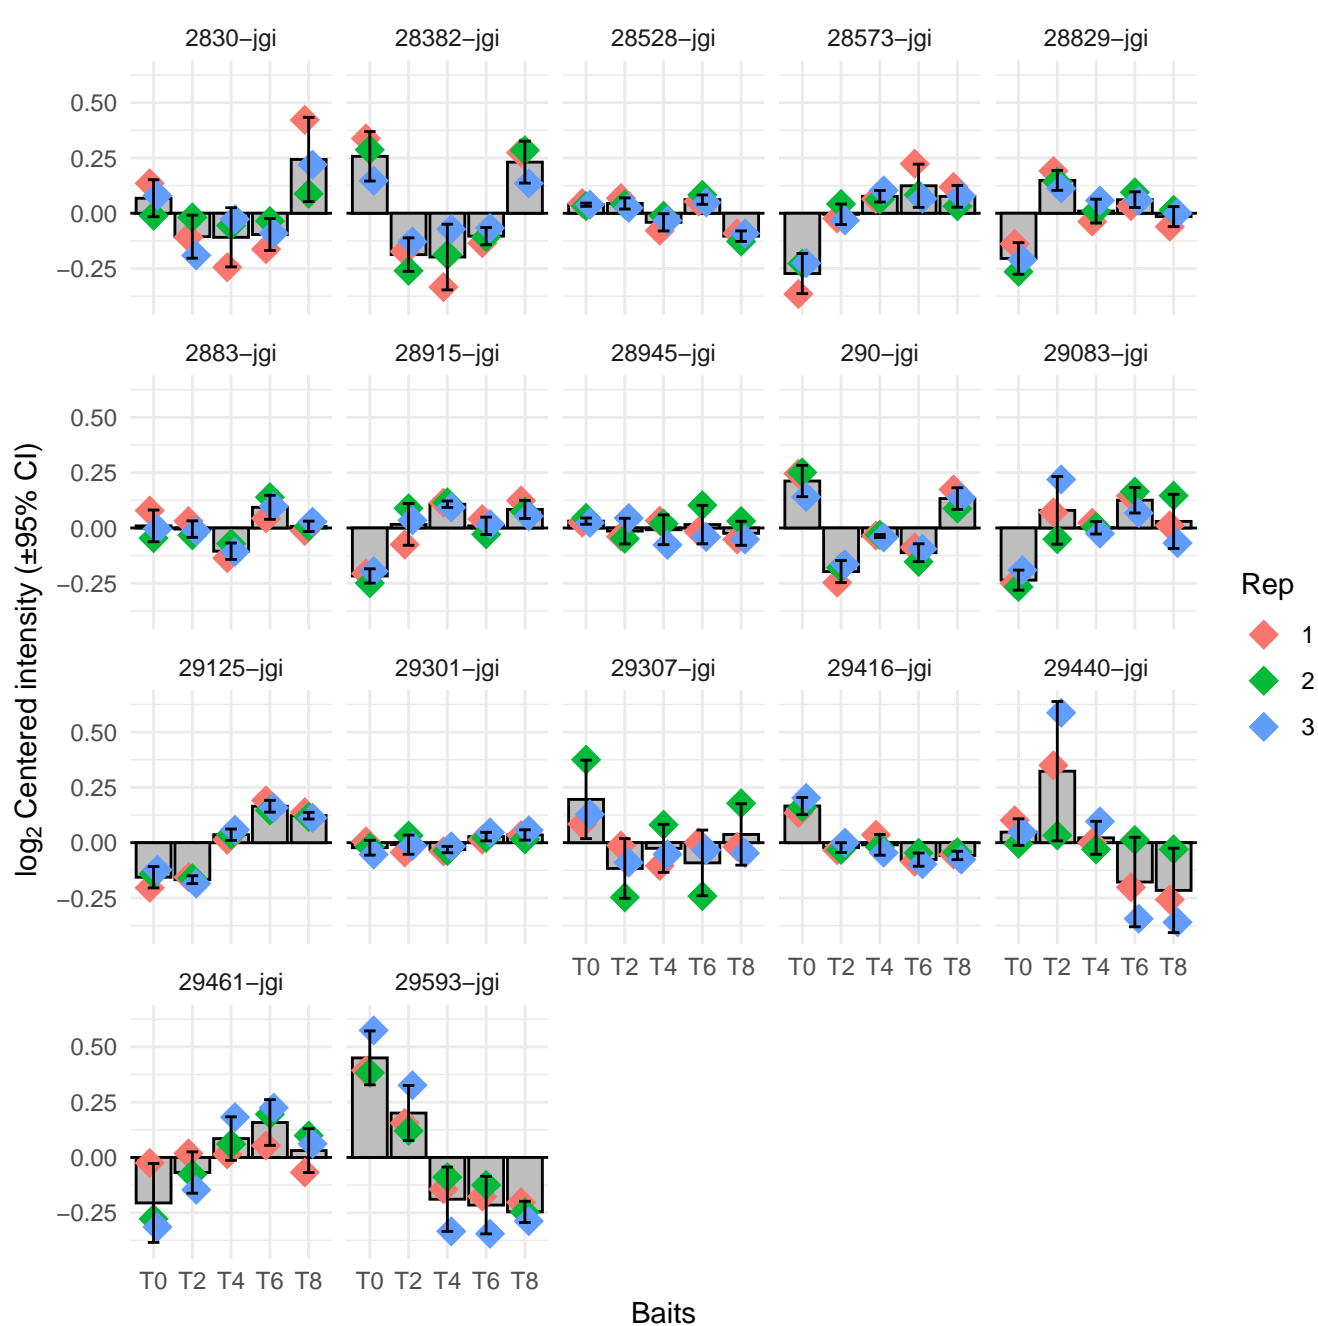 2830−jgi 28382−jgi 28528−jgi 28573−jgi 28829−jgi
0.50
0.25
0.00
−0.25
2883−jgi 28915−jgi 28945−jgi 290−jgi 29083−jgi
0.50
0.25
0.00
−0.25
29125−jgi 29301−jgi 29307−jgi 29416−jgi 29440−jgi
0.50
0.25
0.00
−0.25
T0 T2 T4 T6 T8 T0 T2 T4 T6 T8 T0 T2 T4 T6 T8
29461−jgi 29593−jgi
0.50
0.25
0.00
−0.25
T0 T2 T4 T6 T8 T0 T2 T4 T6 T8
Baits
log2 Centered intensity (±95% CI)
Rep
1
2
3